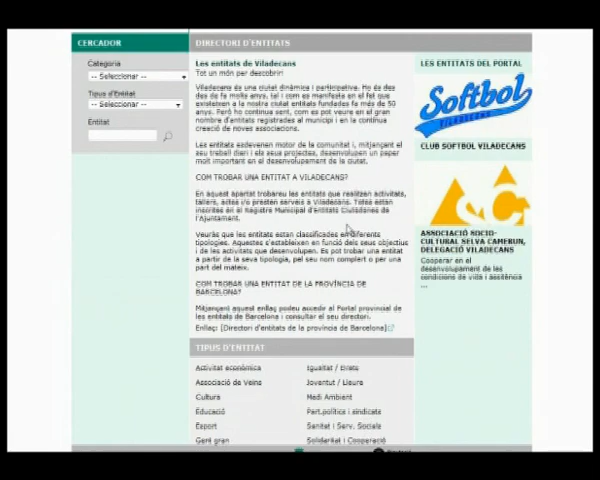 CERCADOR
Categoria
-- Seleccionar --
Tipus d'Entitat
-- Seleccionar --
Entitat
DIRECTORI D'ENTITATS
Les entitats de Viladecans
Tot un món per descobrir!
Viladecans és una ciutat dinàmica i participativa. Ho és des
des de fa molts anys, tal i com es manifesta en el fet que
existeixen a la nostra ciutat entitats fundades fa més de 50
anys. Però ho continua sent, com es pot veure en el gran
nombre d'entitats registrades al municipi i en la contínua
creació de noves associacions.
Les entitats esdevenen motor de la comunitat i, mitjançant el
seu treball diari i els seus projectes, desenvolupen un paper
molt important en el desenvolupament de la ciutat.
COM TROBAR UNA ENTITAT A VILADECANS?
En aquest apartat trobareu les entitats que realitzen activitats,
tallers, actes i/o presten serveis a Viladecans. Totes estan
inscrites en el Registre Municipal d'Entitats Ciutadanes de
l'Ajuntament.
Veuràs que les entitats estan classificades en diferents
tipologies. Aquestes s'estableixen en funció dels seus objectius
i de les activitats que desenvolupen. Es pot trobar una entitat
a partir de la seva tipologia, pel seu nom complert o per una
part del mateix.
COM TROBAR UNA ENTITAT DE LA PROVÍNCIA DE
BARCELONA?
Mitjançant aquest enllaç podeu accedir al Portal provincial de
les entitats de Barcelona i consultar el seu directori.
Enllaç: [Directori d'entitats de la província de Barcelona]
TIPUS D'ENTITAT
Activitat econòmica
Igualtat / Drets
Associació de Veïns
Joventut / Lleure
Cultura
Medi Ambient
Educació
Part.polítics i sindicats
Esport
Sanitat i Serv. Socials
Gent gran
Solidaritat i Cooperació
LES ENTITATS DEL PORTAL
Softbol
VILADECANS
CLUB SOFTBOL VILADECANS
ASSOCIACIÓ SOCIO-
CULTURAL SELVA CAMERUN,
DELEGACIÓ VILADECANS
Cooperar en el
desenvolupament de les
condicions de vida i assitència
...